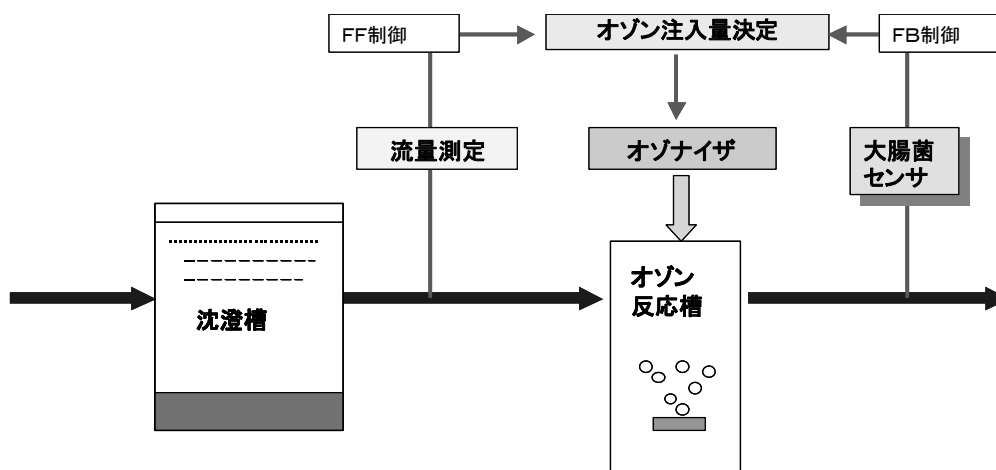 FF制御
オゾン注入量決定
FB制御
流量測定
オゾナイザ
大腸菌
センサ
沈澄槽
オゾン
反応槽